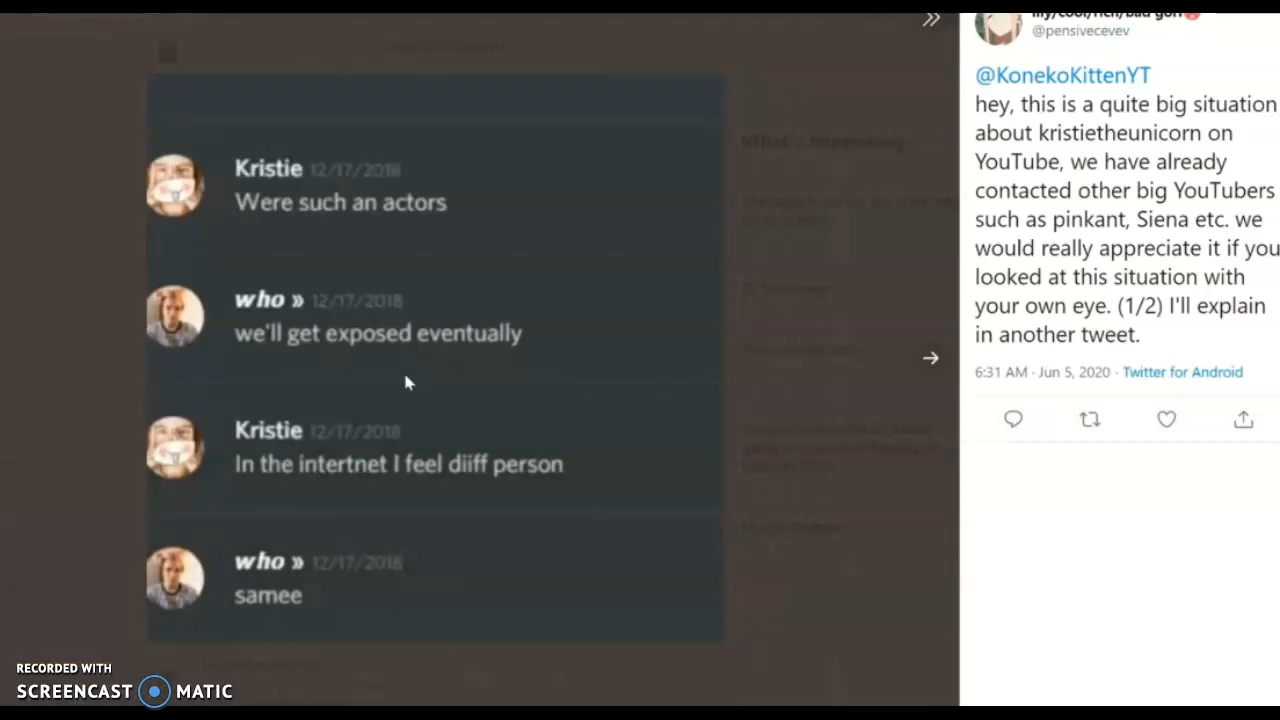 Kristie 12/17/2018
Were such an actors
who » 12/17/2018
we'll get exposed eventually
Kristie 12/17/2018
In the intertnet I feel diiff person
who » 12/17/2018
samee
@pensivecevev
@KonekoKittenYT
hey, this is a quite big situation
about kristietheunicorn on
YouTube, we have already
contacted other big YouTubers
such as pinkant, Siena etc. we
would really appreciate it if you
looked at this situation with
your own eye. (1/2) I'll explain
in another tweet.
6:31 AM · Jun 5, 2020 · Twitter for Android
RECORDED WITH
SCREENCAST MATIC